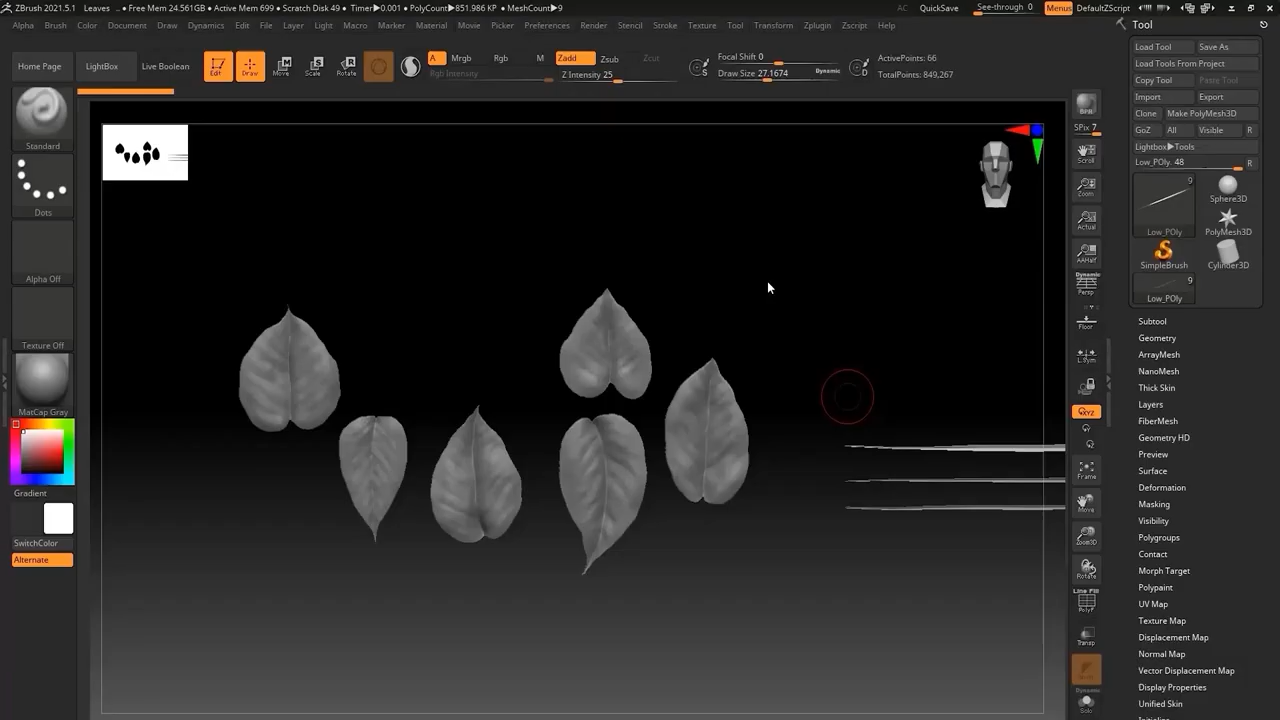 ZBrush 2021.5.1 Leaves .. • Free Mem 24.561GB • Active Mem 699 • Scratch Disk 49 • Timer▶0.001 • PolyCount▶851.986 KP • MeshCount▶9 AC QuickSave See-through 0 Menus DefaultZScript
Alpha Brush Color Document Draw Dynamics Edit File Layer Light Macro Marker Material Movie Picker Preferences Render Stencil Stroke Texture Tool Transform Zplugin Zscript Help
Home Page LightBox Live Boolean Edit Draw Move Scale Rotate
A Mrgb Rgb M Zadd Zsub Zcut
Rgb Intensity Z Intensity 25
S Focal Shift 0
Draw Size 27.1674 Dynamic D
ActivePoints: 66
TotalPoints: 849,267
Standard
Dots
Alpha Off
Texture Off
MatCap Gray
Gradient
SwitchColor
Alternate
BPR
SPix 7
Scroll
Zoom
Actual
AAHalf
Dynamic
Persp
Floor
L.Sym
XYZ
Frame
Move
Zoom3D
Rotate
Line Fill
PolyF
Transp
Dynamic
Solo
Tool
Load Tool Save As
Load Tools From Project
Copy Tool Paste Tool
Import Export
Clone Make PolyMesh3D
GoZ All Visible R
Lightbox▶Tools
Low_POly. 48 R
9
Low_POly
Sphere3D
PolyMesh3D
SimpleBrush
Cylinder3D
9
Low_POly
Subtool
Geometry
ArrayMesh
NanoMesh
Thick Skin
Layers
FiberMesh
Geometry HD
Preview
Surface
Deformation
Masking
Visibility
Polygroups
Contact
Morph Target
Polypaint
UV Map
Texture Map
Displacement Map
Normal Map
Vector Displacement Map
Display Properties
Unified Skin